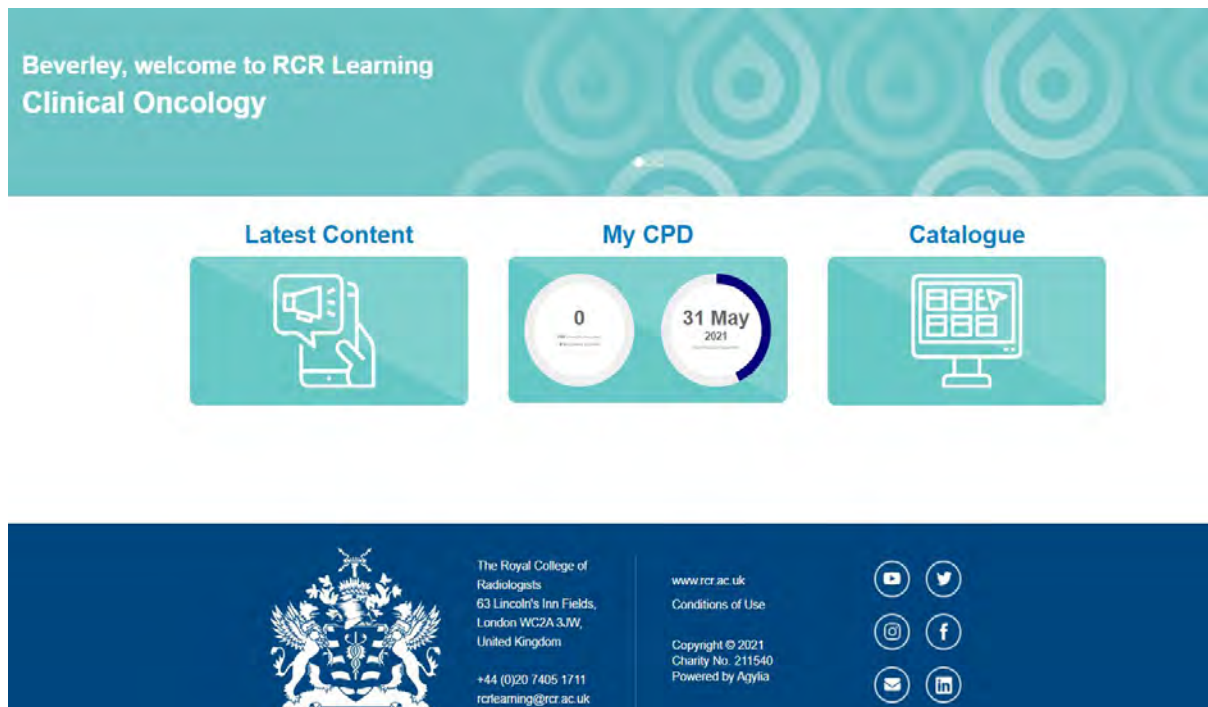 Beverley, welcome to RCR Learning
Clinical Oncology
Latest Content
My CPD
Catalogue
0
31 May
2021
The Royal College of
Radiologists
63 Lincoln's Inn Fields,
London WC2A 3JW,
United Kingdom
+44 (0)20 7405 1711
rcrlearning@rcr.ac.uk
www.rcr.ac.uk
Conditions of Use
Copyright © 2021
Charity No. 211540
Powered by Agylia